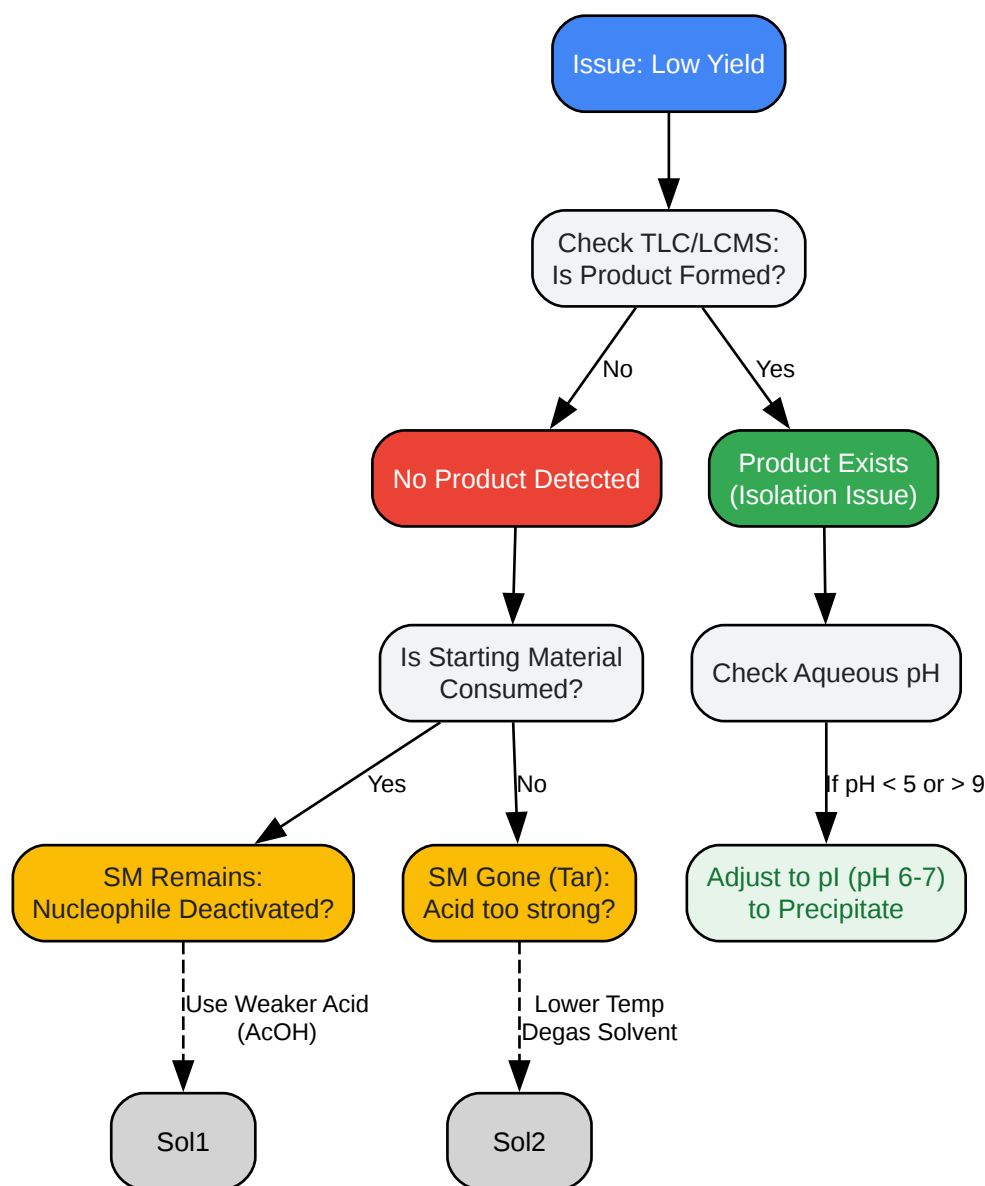 Issue: Low Yield
Check TLC/LCMS:
Is Product Formed?
No
Yes
No Product Detected
Product Exists
(Isolation Issue)
Is Starting Material
Consumed?
Check Aqueous pH
Yes
No
If pH < 5 or > 9
SM Remains:
Nucleophile Deactivated?
SM Gone (Tar):
Acid too strong?
Adjust to pI (pH 6-7)
to Precipitate
Use Weaker Acid
(AcOH)
Lower Temp
Degas Solvent
Sol1
Sol2